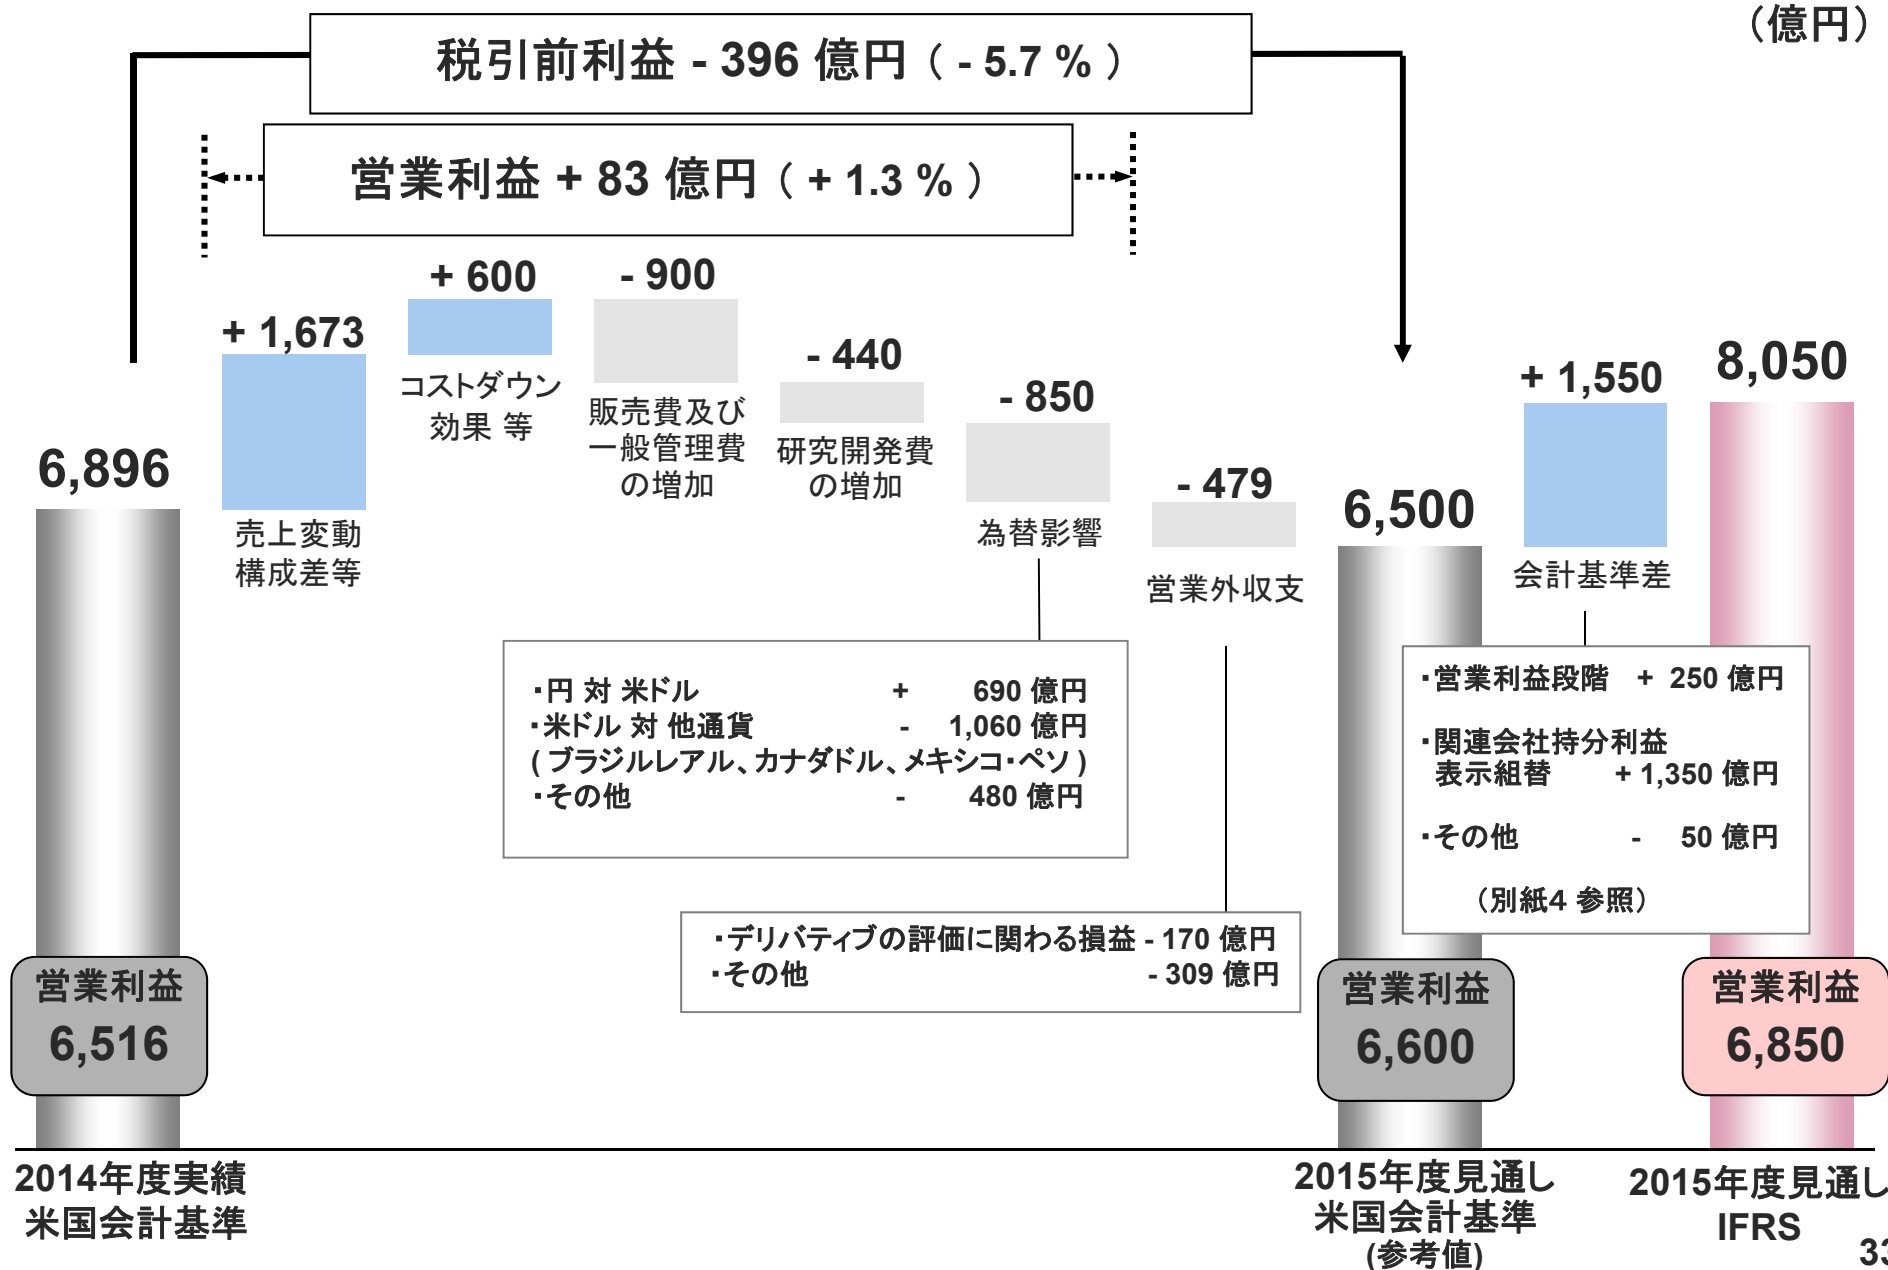 （億円）
税引前利益 - 396 億円（ - 5.7 % ）
営業利益 + 83 億円（ + 1.3 % ）
6,896
+ 1,673
売上変動
構成差等
+ 600
コストダウン
効果 等
- 900
販売費及び
一般管理費
の増加
- 440
研究開発費
の増加
- 850
為替影響
- 479
営業外収支
6,500
+ 1,550
会計基準差
8,050
・円 対 米ドル + 690 億円
・米ドル 対 他通貨 - 1,060 億円
( ブラジルレアル、カナダドル、メキシコ・ペソ )
・その他 - 480 億円
・デリバティブの評価に関わる損益 - 170 億円
・その他 - 309 億円
・営業利益段階 + 250 億円
・関連会社持分利益
表示組替 + 1,350 億円
・その他 - 50 億円
（別紙4 参照）
営業利益
6,516
営業利益
6,600
営業利益
6,850
2014年度実績
米国会計基準
2015年度見通し
米国会計基準
(参考値)
2015年度見通し
IFRS
33